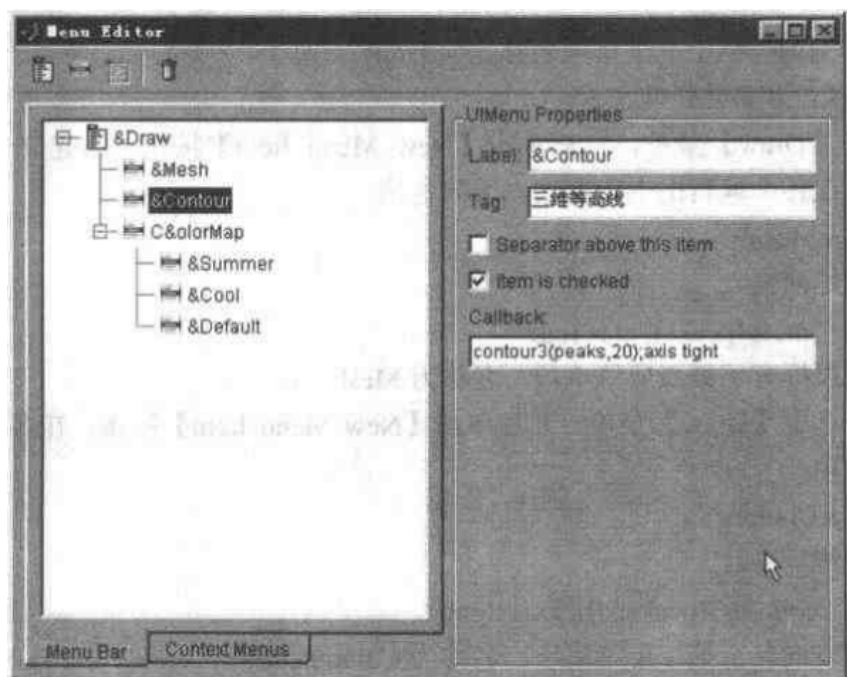 Menu Editor
&Draw
&Mesh
&Contour
C&olorMap
&Summer
&Cool
&Default
Menu Bar
Context Menus
UIMenu Properties
Label: &Contour
Tag: 三维等高线
Separator above this item
Item is checked
Callback:
contour3(peaks,20);axis tight